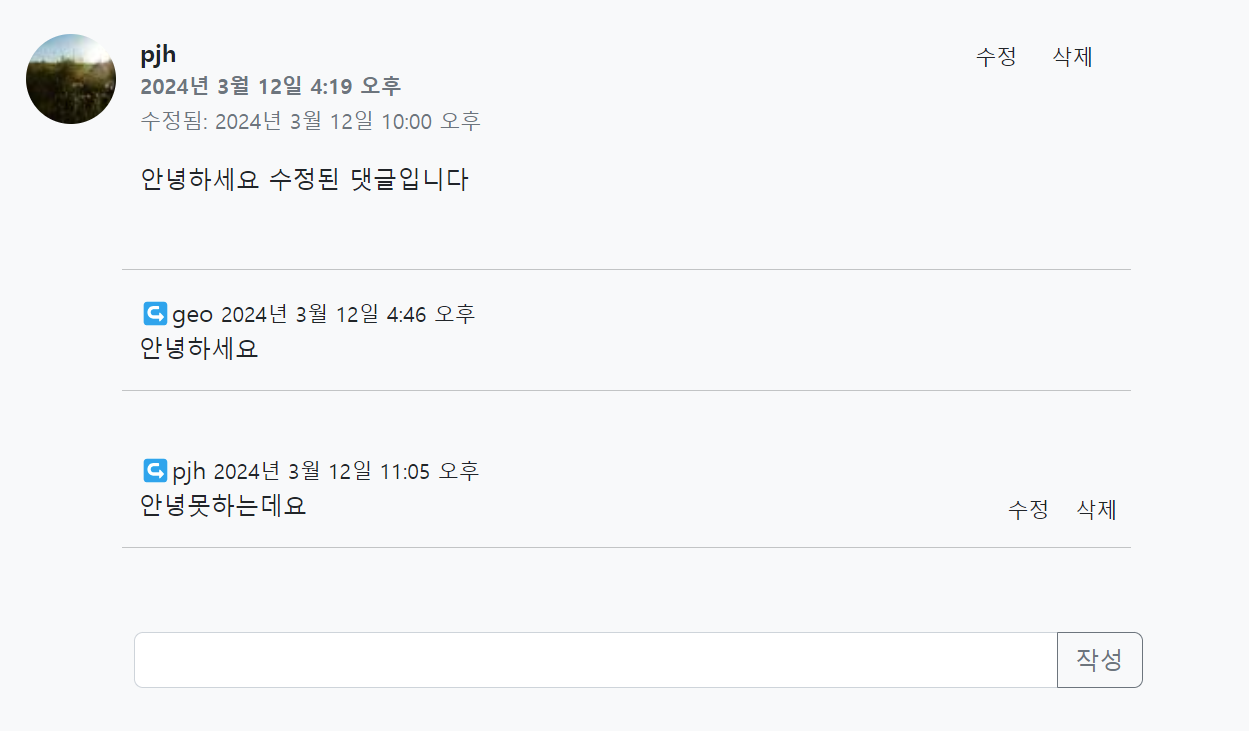 pjh
수정 삭제
2024년 3월 12일 4:19 오후
수정됨: 2024년 3월 12일 10:00 오후
안녕하세요 수정된 댓글입니다
geo 2024년 3월 12일 4:46 오후
안녕하세요
pjh 2024년 3월 12일 11:05 오후
안녕못하는데요
수정 삭제
작성